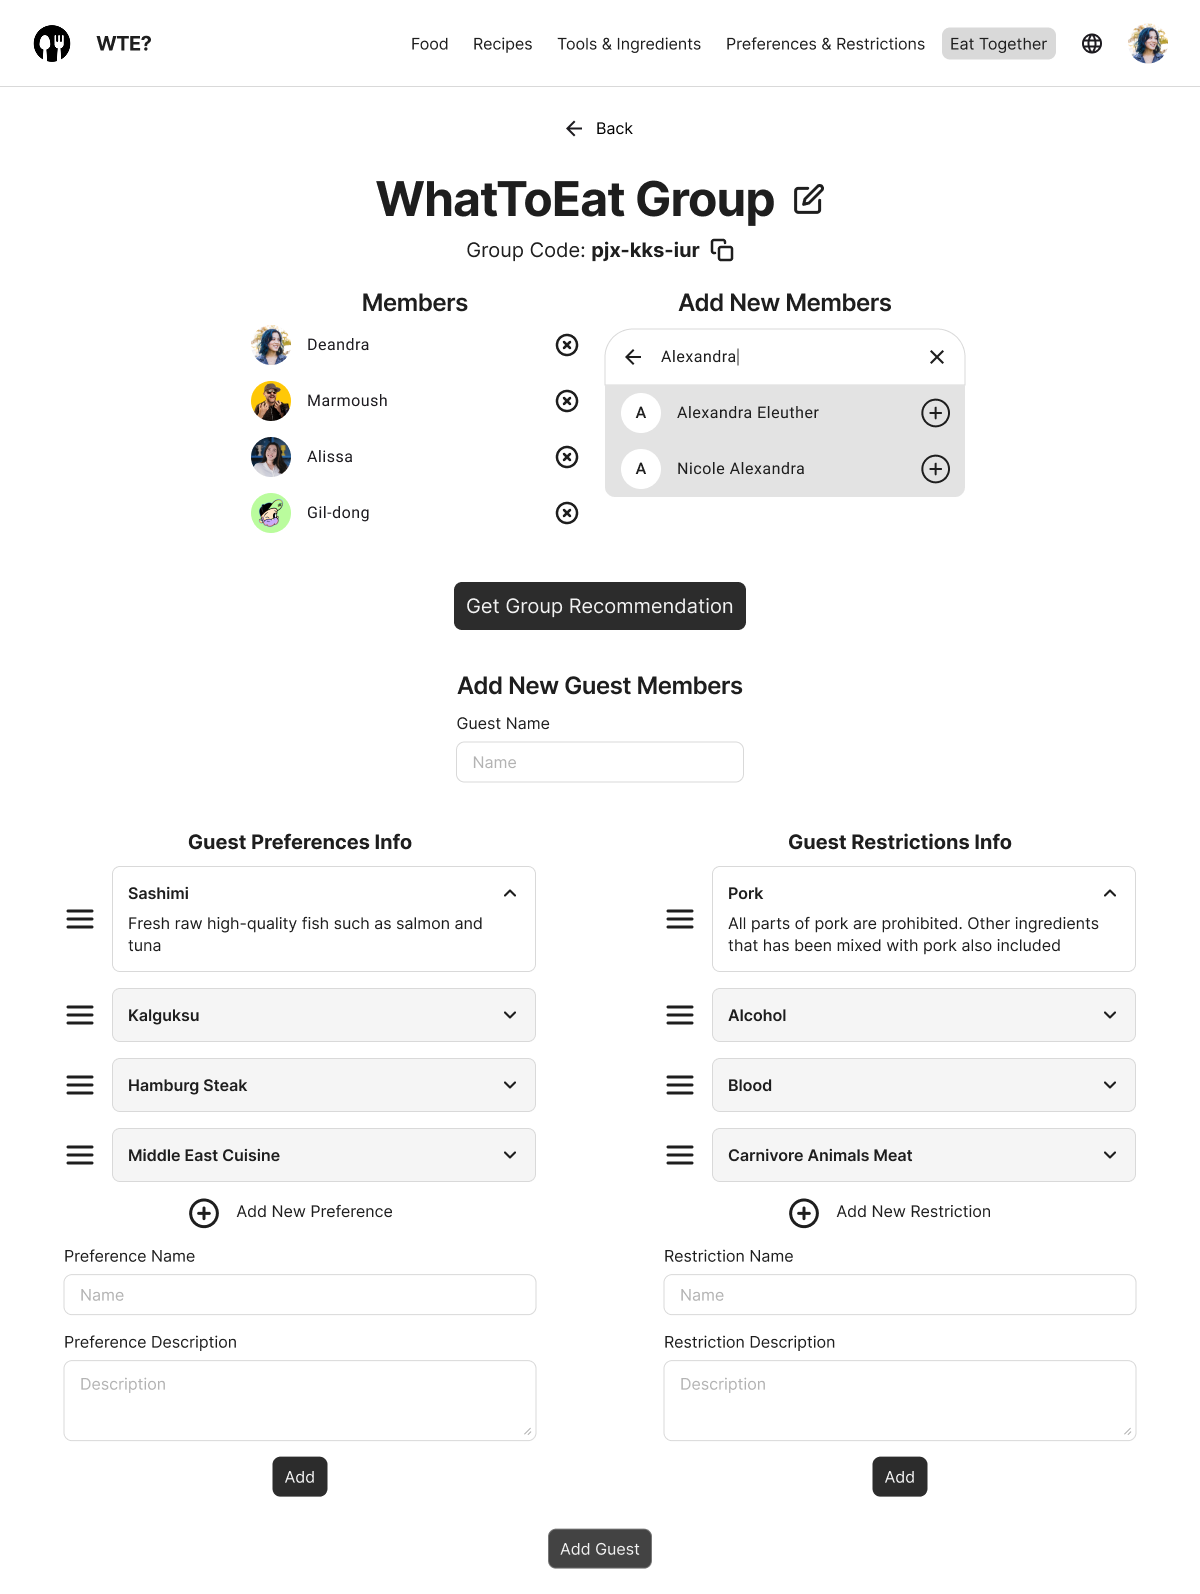 WTE?
Food
Recipes
Tools & Ingredients
Preferences & Restrictions
Eat Together
Back
WhatToEat Group
Group Code: pjx-kks-iur
Members
Deandra
Marmoush
Alissa
Gil-dong
Add New Members
Alexandra
A
Alexandra Eleuther
A
Nicole Alexandra
Get Group Recommendation
Add New Guest Members
Guest Name
Name
Guest Preferences Info
Sashimi
Fresh raw high-quality fish such as salmon and
tuna
Kalguksu
Hamburg Steak
Middle East Cuisine
Add New Preference
Preference Name
Name
Preference Description
Description
Add
Guest Restrictions Info
Pork
All parts of pork are prohibited. Other ingredients
that has been mixed with pork also included
Alcohol
Blood
Carnivore Animals Meat
Add New Restriction
Restriction Name
Name
Restriction Description
Description
Add
Add Guest